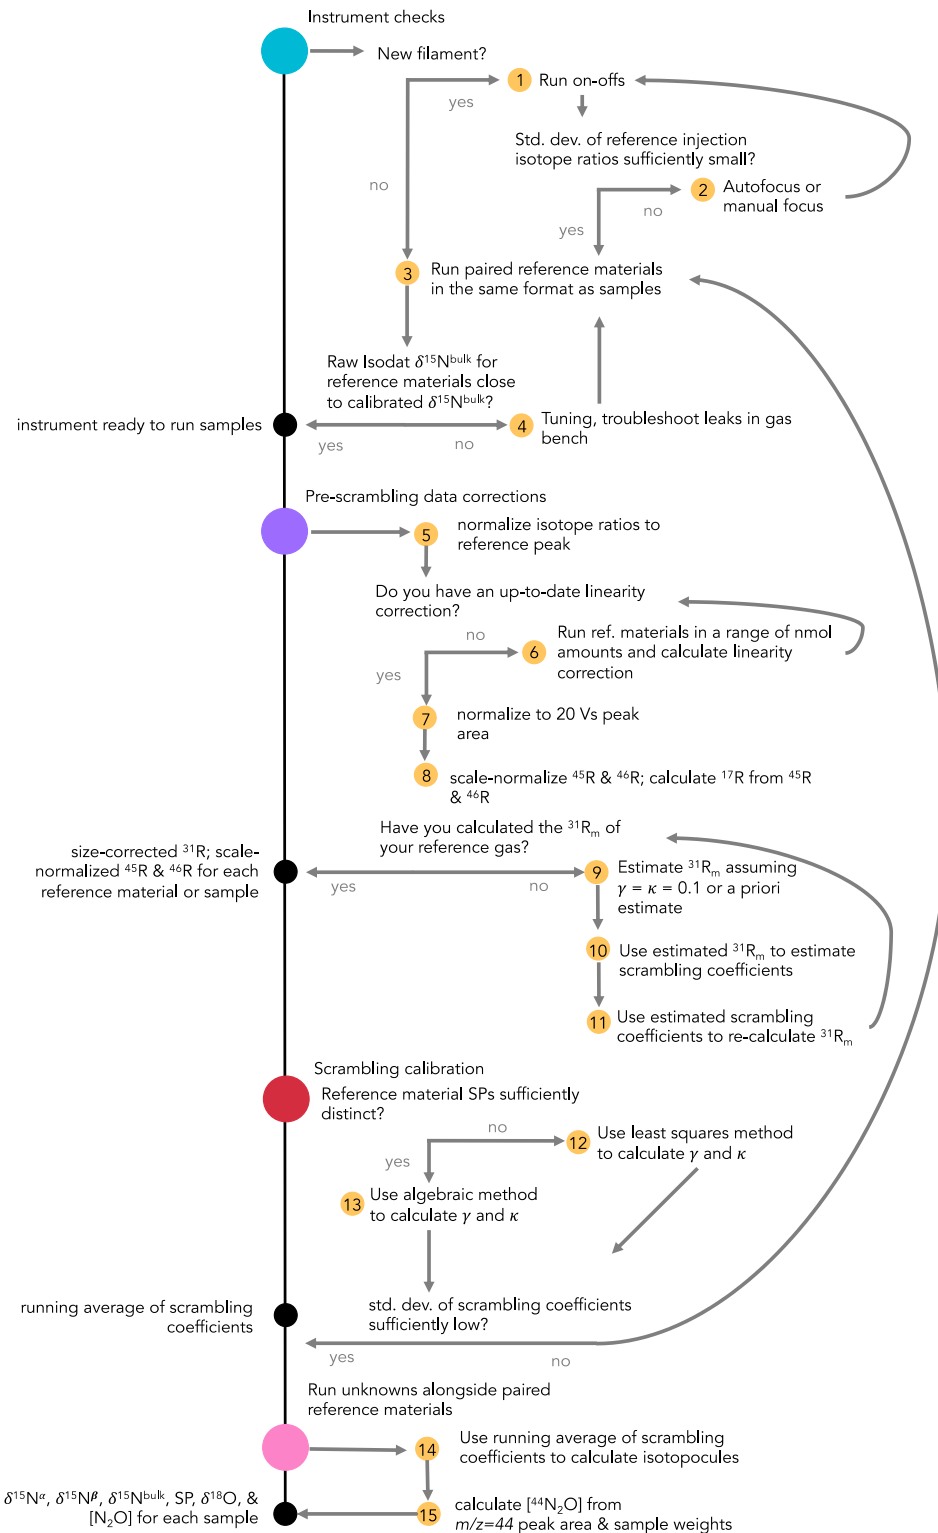 Instrument checks
New filament?
1 Run on-offs
yes
Std. dev. of reference injection
isotope ratios sufficiently small?
no
2 Autofocus or
manual focus
no
yes
3 Run paired reference materials
in the same format as samples
Raw Isodat δ¹⁵Nᵇᵘˡᵏ for
reference materials close
to calibrated δ¹⁵Nᵇᵘˡᵏ?
instrument ready to run samples
4 Tuning, troubleshoot leaks in gas
bench
yes
no
Pre-scrambling data corrections
5 normalize isotope ratios to
reference peak
Do you have an up-to-date linearity
correction?
no
6 Run ref. materials in a range of nmol
amounts and calculate linearity
correction
yes
7 normalize to 20 Vs peak
area
8 scale-normalize ⁴⁵R & ⁴⁶R; calculate ¹⁷R from ⁴⁵R
& ⁴⁶R
Have you calculated the ³¹Rₘ of
your reference gas?
size-corrected ³¹R; scale-
normalized ⁴⁵R & ⁴⁶R for each
reference material or sample
yes
no
9 Estimate ³¹Rₘ assuming
γ = κ = 0.1 or a priori
estimate
10 Use estimated ³¹Rₘ to estimate
scrambling coefficients
11 Use estimated scrambling
coefficients to re-calculate ³¹Rₘ
Scrambling calibration
Reference material SPs sufficiently
distinct?
no
12 Use least squares method
to calculate γ and κ
yes
13 Use algebraic method
to calculate γ and κ
running average of scrambling
coefficients
std. dev. of scrambling coefficients
sufficiently low?
yes
no
Run unknowns alongside paired
reference materials
14 Use running average of scrambling
coefficients to calculate isotopocules
δ¹⁵Nᵅ, δ¹⁵Nᵝ, δ¹⁵Nᵇᵘˡᵏ, SP, δ¹⁸O, &
[N₂O] for each sample
15 calculate [⁴⁴N₂O] from
m/z=44 peak area & sample weights